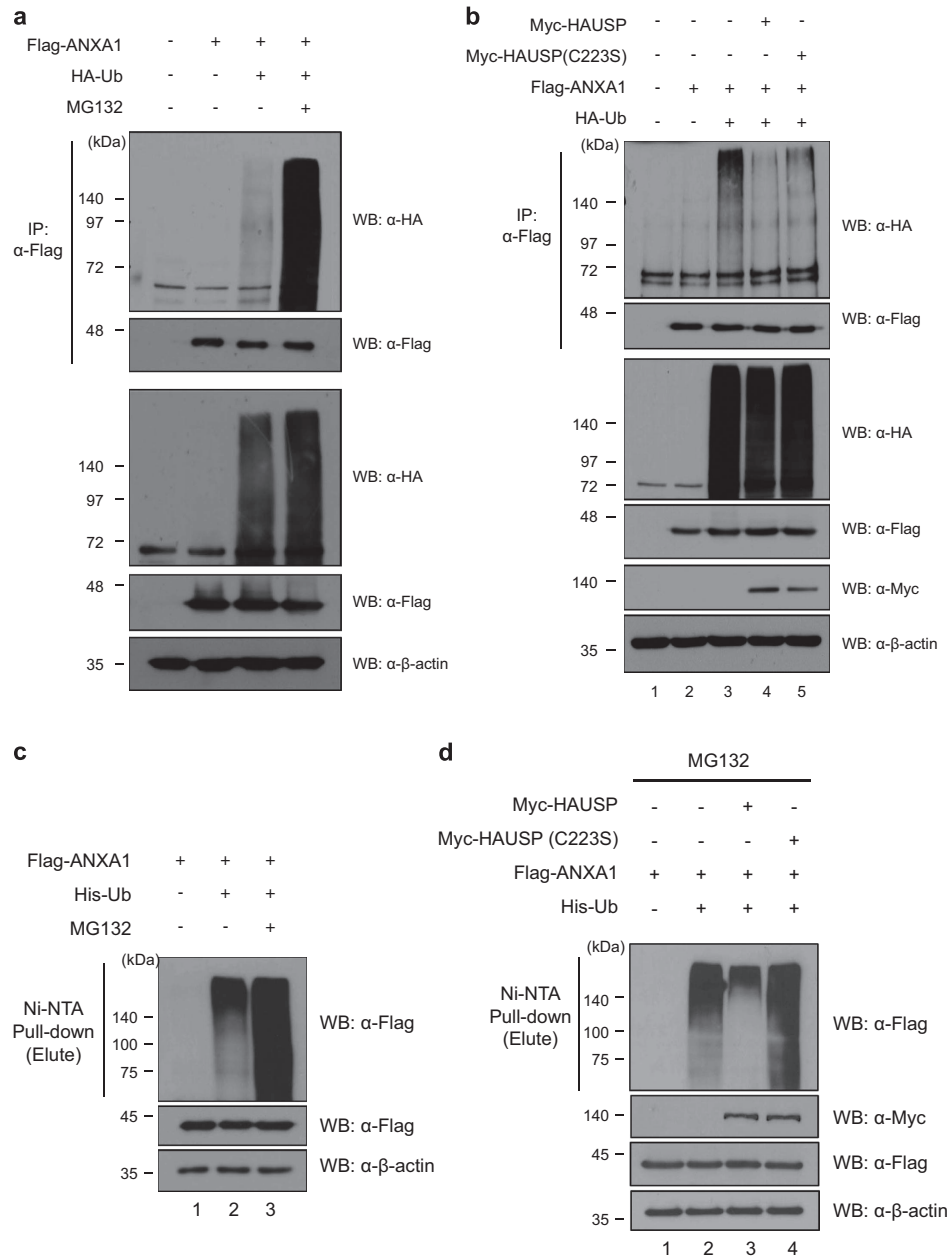 a
Flag-ANXA1 - + + +
HA-Ub - - + +
MG132 - - - +
(kDa)
140
97
72
IP:
α-Flag
WB: α-HA
48
WB: α-Flag
140
97
72
WB: α-HA
48
WB: α-Flag
35
WB: α-β-actin
b
Myc-HAUSP - - - + -
Myc-HAUSP(C223S) - - - - +
Flag-ANXA1 - + + + +
HA-Ub - - + + +
(kDa)
140
97
72
IP:
α-Flag
WB: α-HA
48
WB: α-Flag
140
97
72
WB: α-HA
48
WB: α-Flag
140
WB: α-Myc
35
WB: α-β-actin
1 2 3 4 5
c
Flag-ANXA1 + + +
His-Ub - + +
MG132 - - +
(kDa)
140
100
75
Ni-NTA
Pull-down
(Elute)
WB: α-Flag
45
WB: α-Flag
35
WB: α-β-actin
1 2 3
d
MG132
Myc-HAUSP - - + -
Myc-HAUSP (C223S) - - - +
Flag-ANXA1 + + + +
His-Ub - + + +
(kDa)
140
100
75
Ni-NTA
Pull-down
(Elute)
WB: α-Flag
140
WB: α-Myc
45
WB: α-Flag
35
WB: α-β-actin
1 2 3 4